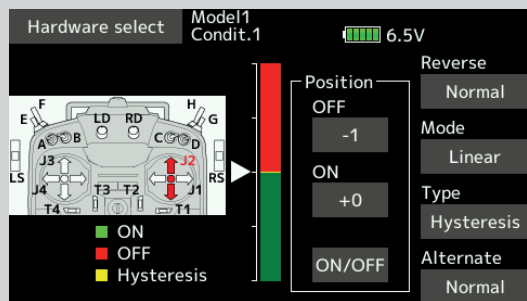 Hardware select
Model1
Condit.1
6.5V
F
E
H
G
LD RD
A B
C D
J3
J2
LS
RS
J4
T3 T2
J1
T4
T1
ON
OFF
Hysteresis
Position
OFF
-1
ON
+0
ON/OFF
Reverse
Normal
Mode
Linear
Type
Hysteresis
Alternate
Normal